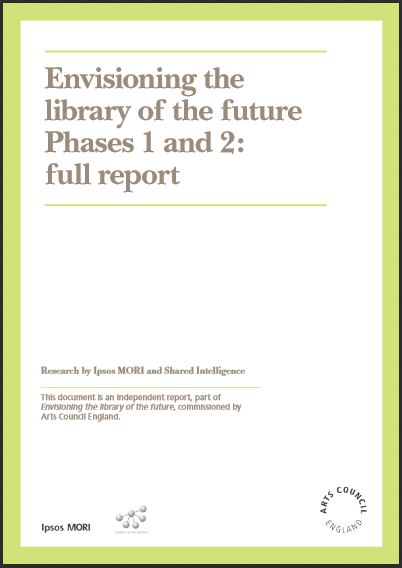 Envisioning the
library of the future
Phases 1 and 2:
full report
Research by Ipsos MORI and Shared Intelligence
This document is an independent report, part of
Envisioning the library of the future, commissioned by
Arts Council England.
Ipsos MORI
ARTS COUNCIL
ENGLAND